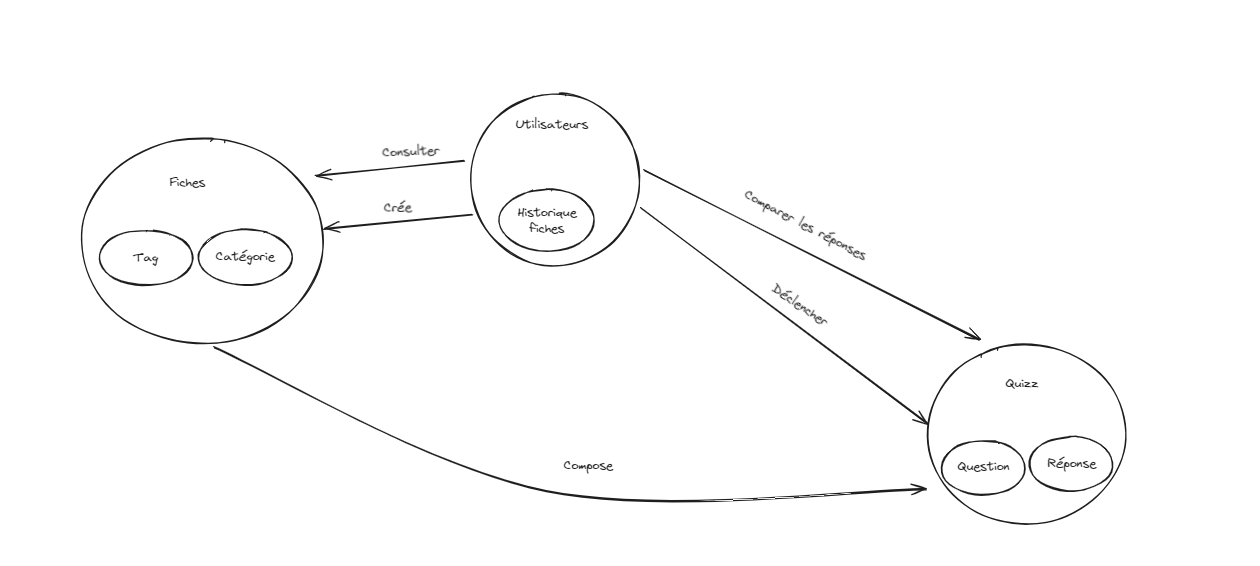 Utilisateurs
Consulter
Fiches
Crée
Historique
fiches
Comparer les réponses
Tag
Catégorie
Déclencher
Quizz
Compose
Question
Réponse